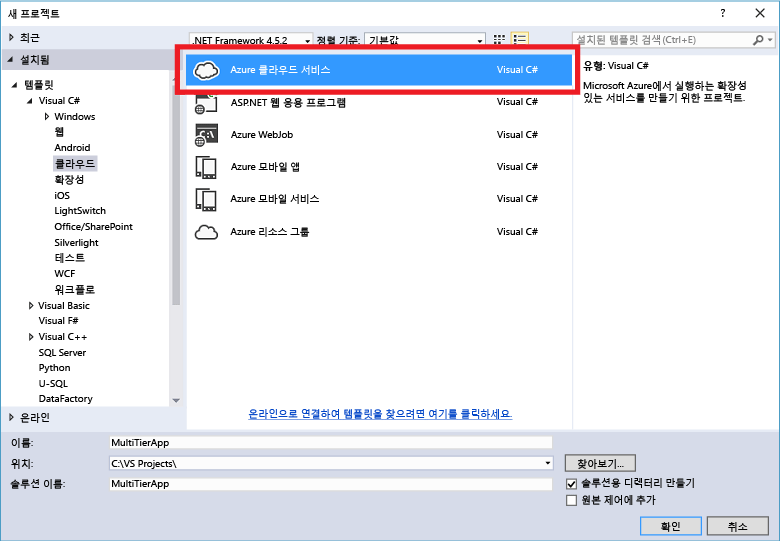 새 프로젝트
? ×
최근
.NET Framework 4.5.2 정렬 기준: 기본값 설치된 템플릿 검색(Ctrl+E)
설치됨
템플릿
Visual C#
Windows
웹
Android
클라우드
확장성
iOS
LightSwitch
Office/SharePoint
Silverlight
테스트
WCF
워크플로
Visual Basic
Visual F#
Visual C++
SQL Server
Python
U-SQL
DataFactory
온라인
Azure 클라우드 서비스 Visual C#
ASP.NET 웹 응용 프로그램 Visual C#
Azure WebJob Visual C#
Azure 모바일 앱 Visual C#
Azure 모바일 서비스 Visual C#
Azure 리소스 그룹 Visual C#
온라인으로 연결하여 템플릿을 찾으려면 여기를 클릭하세요.
유형: Visual C#
Microsoft Azure에서 실행하는 확장성
있는 서비스를 만들기 위한 프로젝트.
이름: MultiTierApp
위치: C:\VS Projects\ 찾아보기...
솔루션 이름: MultiTierApp 솔루션용 디렉터리 만들기
원본 제어에 추가
확인 취소